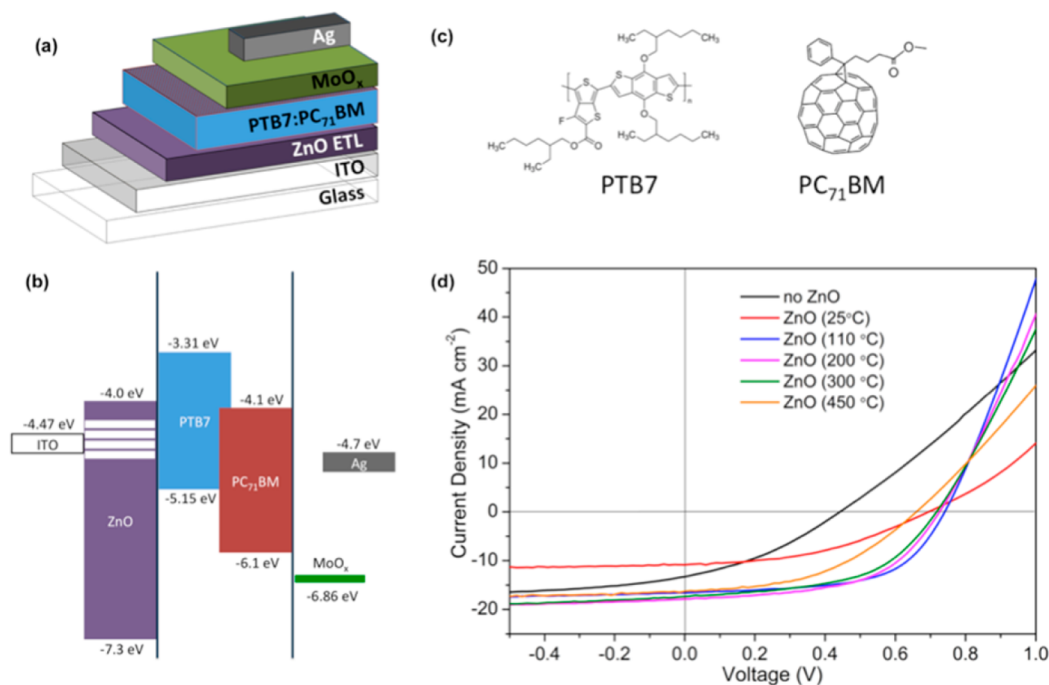 (a)
Ag
MoOx
PTB7:PC71BM
ZnO ETL
ITO
Glass
(c)
CH3
H3C
O
S
S
S
F
S
S
n
O
O
O
H3C
CH3
H3C
CH3
PTB7
O
O
PC71BM
(b)
-3.31 eV
-4.0 eV
-4.1 eV
-4.47 eV
ITO
PTB7
-4.7 eV
Ag
PC71BM
-5.15 eV
ZnO
-6.1 eV
MoOx
-6.86 eV
-7.3 eV
(d)
Current Density (mA cm-2)
50
40
30
20
10
0
-10
-20
no ZnO
ZnO (25°C)
ZnO (110 °C)
ZnO (200 °C)
ZnO (300 °C)
ZnO (450 °C)
-0.4 -0.2 0.0 0.2 0.4 0.6 0.8 1.0
Voltage (V)